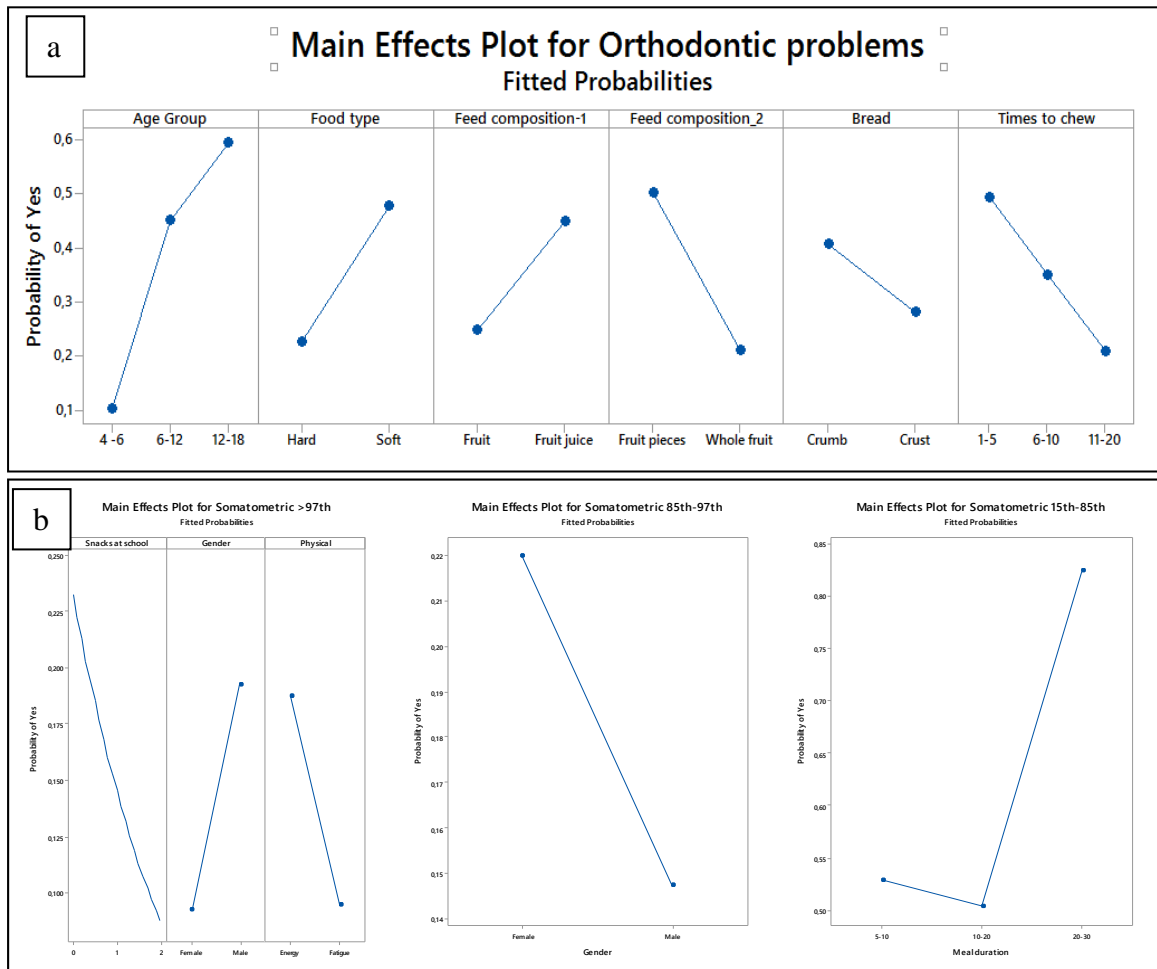 a
Main Effects Plot for Orthodontic problems
Fitted Probabilities
Age Group Food type Feed composition-1 Feed composition_2 Bread Times to chew
Probability of Yes
0,6
0,5
0,4
0,3
0,2
0,1
4 -6 6-12 12-18 Hard Soft Fruit Fruit juice Fruit pieces Whole fruit Crumb Crust 1-5 6-10 11-20
b
Main Effects Plot for Somatometric >97th
Fitted Probabilities
Snacks at school Gender Physical
Probability of Yes
0,250
0,225
0,200
0,175
0,150
0,125
0,100
0 1 2 Female Male Energy Fatigue
Main Effects Plot for Somatometric 85th-97th
Fitted Probabilities
Probability of Yes
0,22
0,21
0,20
0,19
0,18
0,17
0,16
0,15
0,14
Female Male
Gender
Main Effects Plot for Somatometric 15th-85th
Fitted Probabilities
Probability of Yes
0,85
0,80
0,75
0,70
0,65
0,60
0,55
0,50
5-10 10-20 20-30
Meal duration